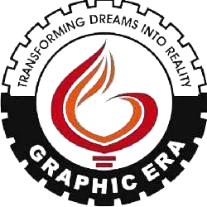 TRANSFORMING DREAMS INTO REALITY
GRAPHIC ERA